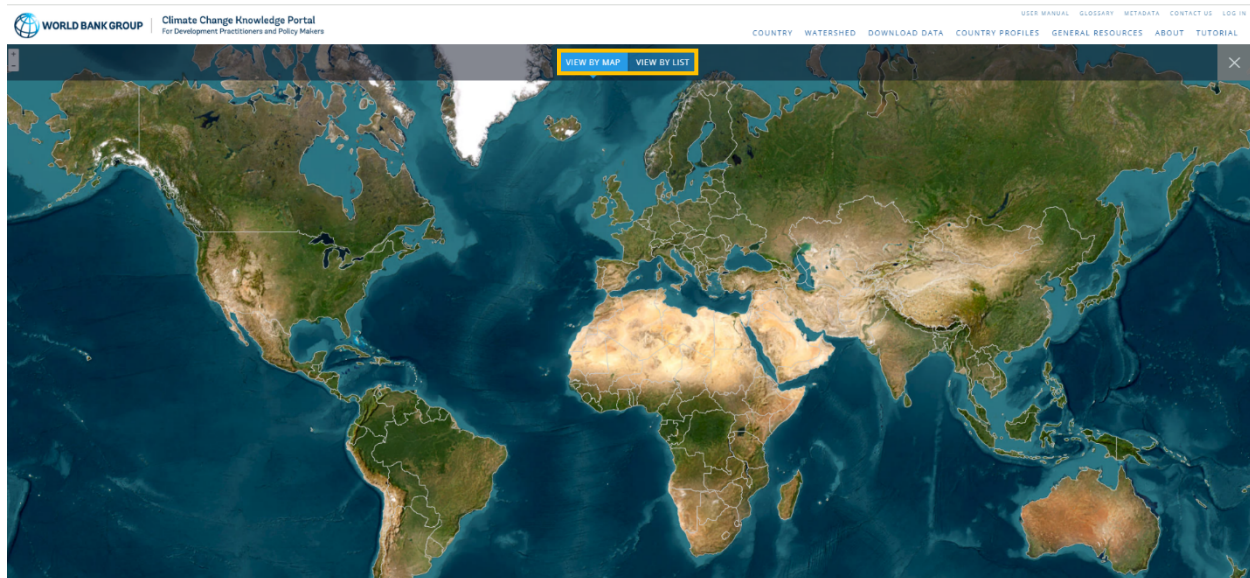 USER MANUAL GLOSSARY METADATA CONTACT US LOG IN
WORLD BANK GROUP
Climate Change Knowledge Portal
For Development Practitioners and Policy Makers
COUNTRY WATERSHED DOWNLOAD DATA COUNTRY PROFILES GENERAL RESOURCES ABOUT TUTORIAL
VIEW BY MAP VIEW BY LIST